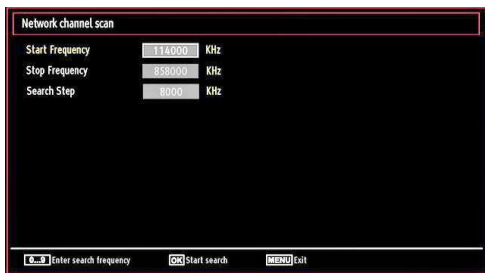 Network channel scan
Start Frequency 114000 KHz
Stop Frequency 858000 KHz
Search Step 8000 KHz
0...9 Enter search frequency OK Start search MENU Exit